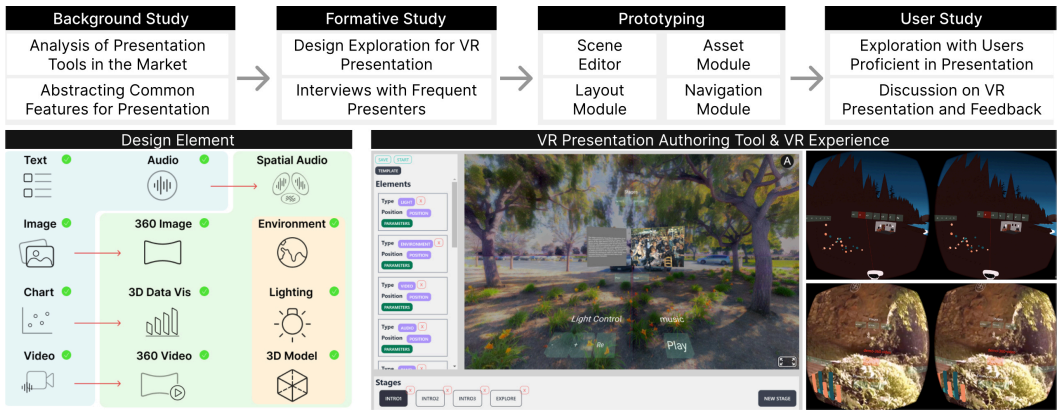 Background Study
Analysis of Presentation
Tools in the Market
Abstracting Common
Features for Presentation
Formative Study
Design Exploration for VR
Presentation
Interviews with Frequent
Presenters
Prototyping
Scene
Editor
Asset
Module
Layout
Module
Navigation
Module
User Study
Exploration with Users
Proficient in Presentation
Discussion on VR
Presentation and Feedback
Design Element
Text
Audio
Spatial Audio
Image
360 Image
Environment
Chart
3D Data Vis
Lighting
Video
360 Video
3D Model
VR Presentation Authoring Tool & VR Experience
SAVE START
TEMPLATE
Elements
Type LIGHT X
Position POSITION
PARAMETERS
Type ENVIRONMENT X
Position POSITION
PARAMETERS
Type VIDEO X
Position POSITION
PARAMETERS
Type AUDIO X
Position POSITION
PARAMETERS
A
Light Control
music
+
Play
Stages
INTRO1 X INTRO2 X INTRO3 X EXPLORE X
NEW STAGE